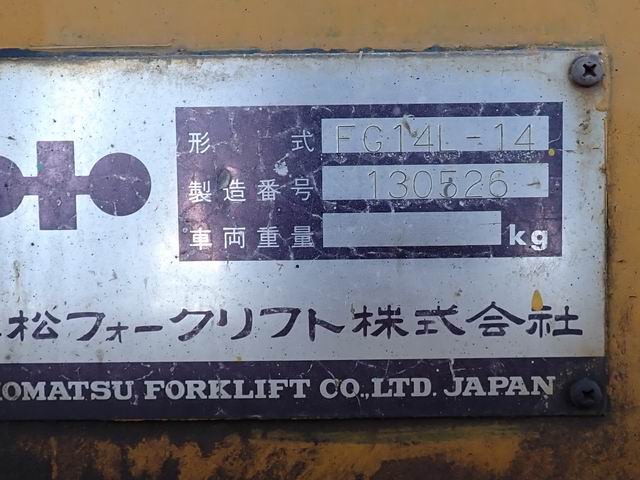 形式 FG14L-14
製造番号 130526
車両重量 kg
松フォークリフト株式会社
KOMATSU FORKLIFT CO.,LTD. JAPAN